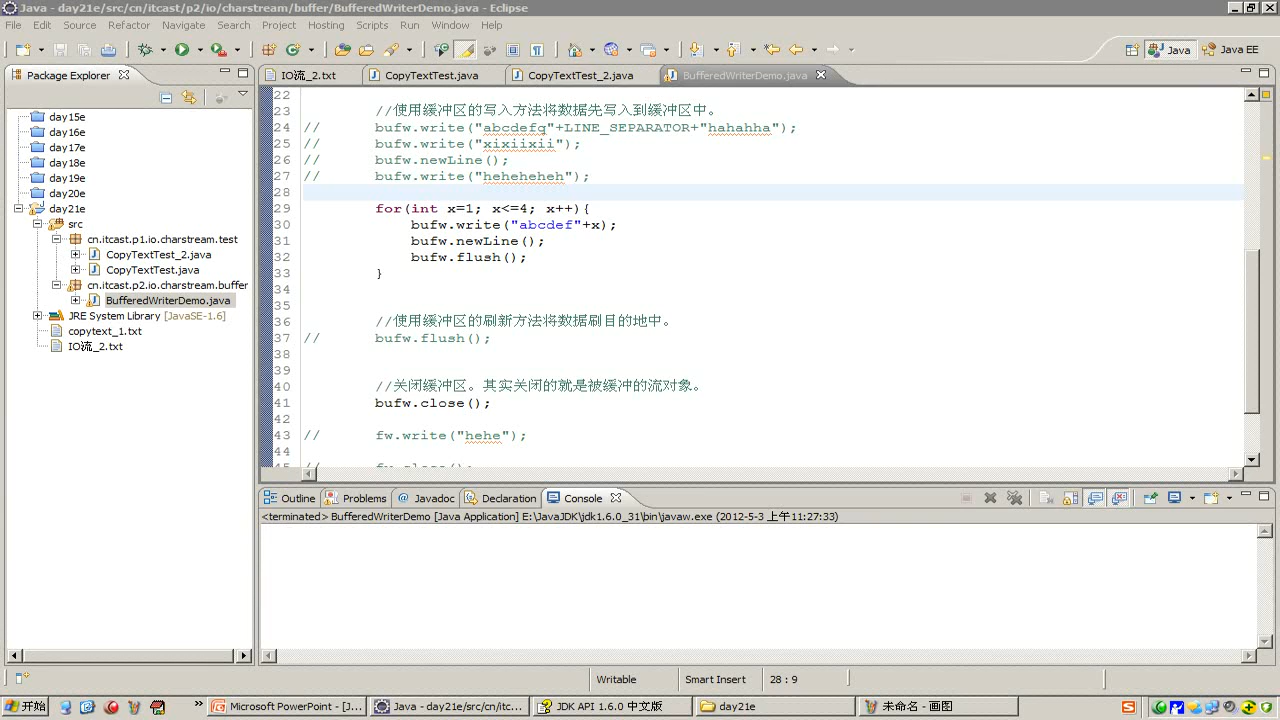 Java - day21e/src/cn/itcast/p2/io/charstream/buffer/BufferedWriterDemo.java - Eclipse
File Edit Source Refactor Navigate Search Project Hosting Scripts Run Window Help
Java Java EE
Package Explorer
IO流_2.txt CopyTextTest.java CopyTextTest_2.java BufferedWriterDemo.java
day15e
day16e
day17e
day18e
day19e
day20e
day21e
src
cn.itcast.p1.io.charstream.test
CopyTextTest_2.java
CopyTextTest.java
cn.itcast.p2.io.charstream.buffer
BufferedWriterDemo.java
JRE System Library [JavaSE-1.6]
copytext_1.txt
IO流_2.txt
22
23 //使用缓冲区的写入方法将数据先写入到缓冲区中。
24 // bufw.write("abcdefq"+LINE_SEPARATOR+"hahahha");
25 // bufw.write("xixiixii");
26 // bufw.newLine();
27 // bufw.write("heheheheh");
28
29 for(int x=1; x<=4; x++){
30 bufw.write("abcdef"+x);
31 bufw.newLine();
32 bufw.flush();
33 }
34
35
36 //使用缓冲区的刷新方法将数据刷目的地中。
37 // bufw.flush();
38
39
40 //关闭缓冲区。其实关闭的就是被缓冲的流对象。
41 bufw.close();
42
43 // fw.write("hehe");
44
45 // fw.close();
Outline Problems Javadoc Declaration Console
<terminated> BufferedWriterDemo [Java Application] E:\JavaJDK\jdk1.6.0_31\bin\javaw.exe (2012-5-3 上午11:27:33)
Writable Smart Insert 28 : 9
开始 Microsoft PowerPoint - [J... Java - day21e/src/cn/itc... JDK API 1.6.0 中文版 day21e 未命名 - 画图